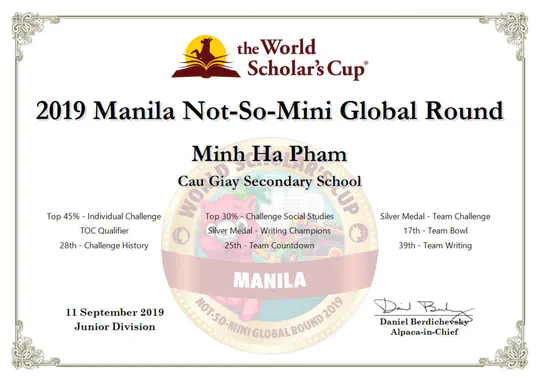 the World
Scholar's Cup®
2019 Manila Not-So-Mini Global Round
Minh Ha Pham
Cau Giay Secondary School
Top 45% - Individual Challenge
TOC Qualifier
28th - Challenge History
Top 30% - Challenge Social Studies
Silver Medal - Writing Champions
25th - Team Countdown
Silver Medal - Team Challenge
17th - Team Bowl
39th - Team Writing
WORLD SCHOLAR'S CUP
MANILA
NOT-SO-MINI GLOBAL ROUND 2019
11 September 2019
Junior Division
Daniel Berdichevsky
Alpaca-in-Chief